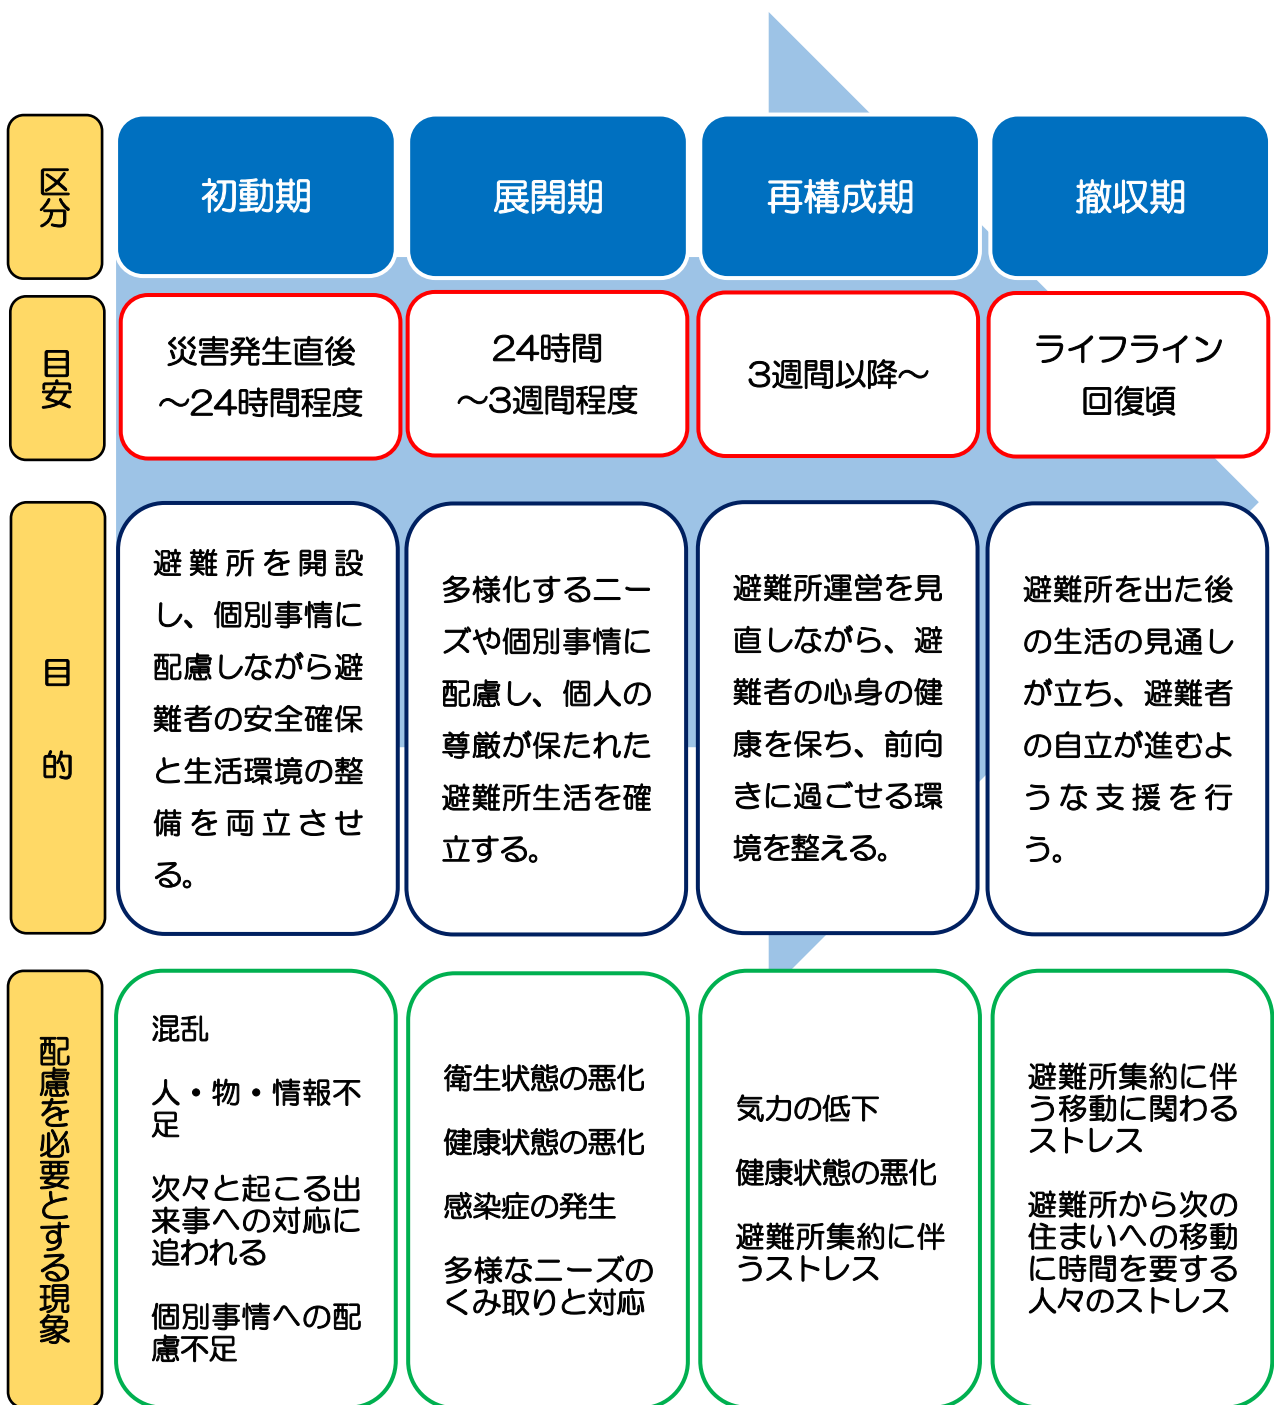 区分
初動期
展開期
再構成期
撤収期
目安
災害発生直後
～24時間程度
24時間
～3週間程度
3週間以降～
ライフライン
回復頃
目的
避難所を開設
し、個別事情に
配慮しながら避
難者の安全確保
と生活環境の整
備を両立させ
る。
多様化するニー
ズや個別事情に
配慮し、個人の
尊厳が保たれた
避難所生活を確
立する。
避難所運営を見
直しながら、避
難者の心身の健
康を保ち、前向
きに過ごせる環
境を整える。
避難所を出た後
の生活の見通し
が立ち、避難者
の自立が進むよ
うな支援を行
う。
配慮を必要とする現象
混乱
人・物・情報不
足
次々と起こる出
来事への対応に
追われる
個別事情への配
慮不足
衛生状態の悪化
健康状態の悪化
感染症の発生
多様なニーズの
くみ取りと対応
気力の低下
健康状態の悪化
避難所集約に伴
うストレス
避難所集約に伴
う移動に関わる
ストレス
避難所から次の
住まいへの移動
に時間を要する
人々のストレス